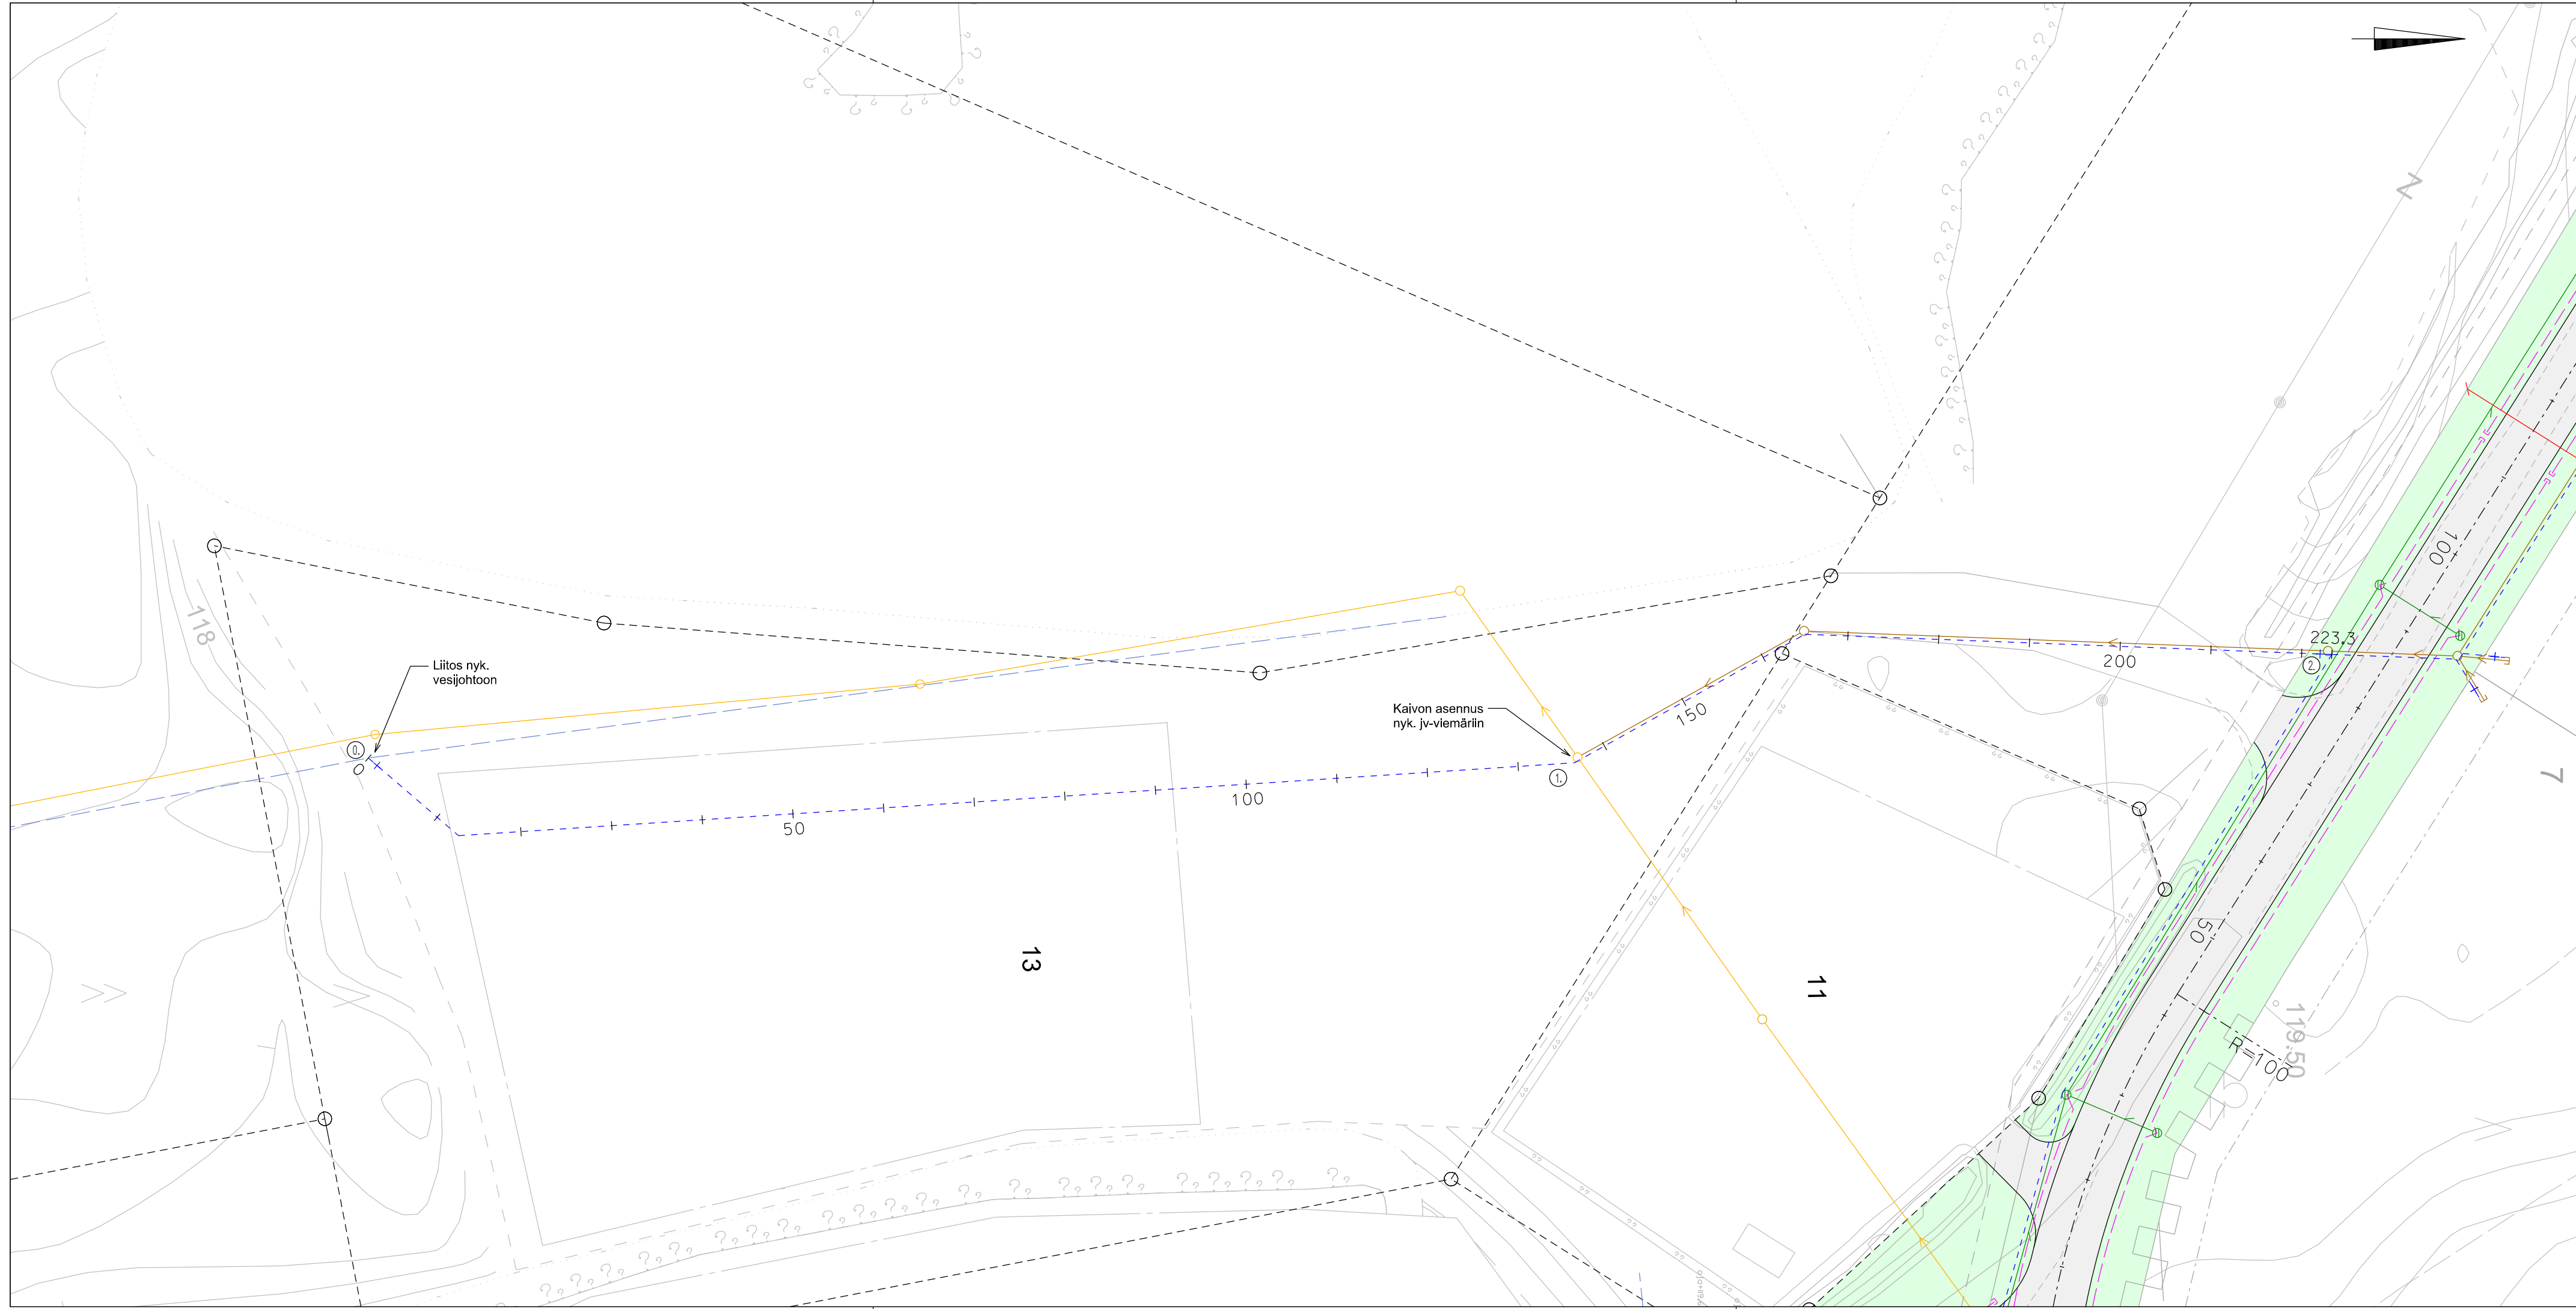 N
118
Liitos nyk.
vesijohtoon
0.
0
50
100
Kaivon asennus
nyk. jv-viemäriin
1.
150
200
223.3
2.
100
7
50
R=100
119.50
13
11